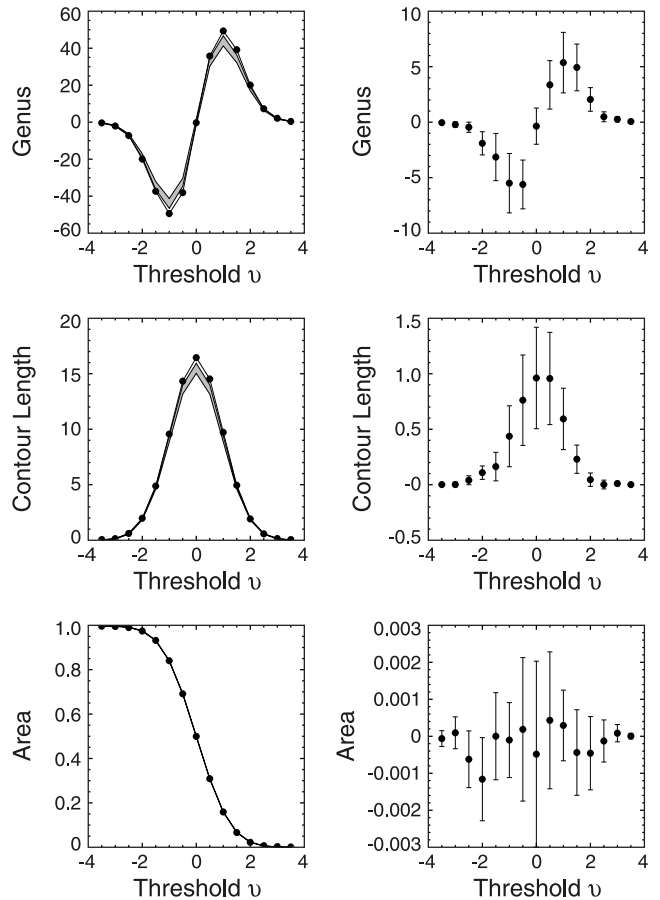 Genus
60
40
20
0
-20
-40
-60
-4 -2 0 2 4
Threshold υ
Genus
10
5
0
-5
-10
-4 -2 0 2 4
Threshold υ
Contour Length
20
15
10
5
0
-4 -2 0 2 4
Threshold υ
Contour Length
1.5
1.0
0.5
-0
-0.5
-4 -2 0 2 4
Threshold υ
Area
1.0
0.8
0.6
0.4
0.2
0
-4 -2 0 2 4
Threshold υ
Area
0.003
0.002
0.001
0
-0.001
-0.002
-0.003
-4 -2 0 2 4
Threshold υ